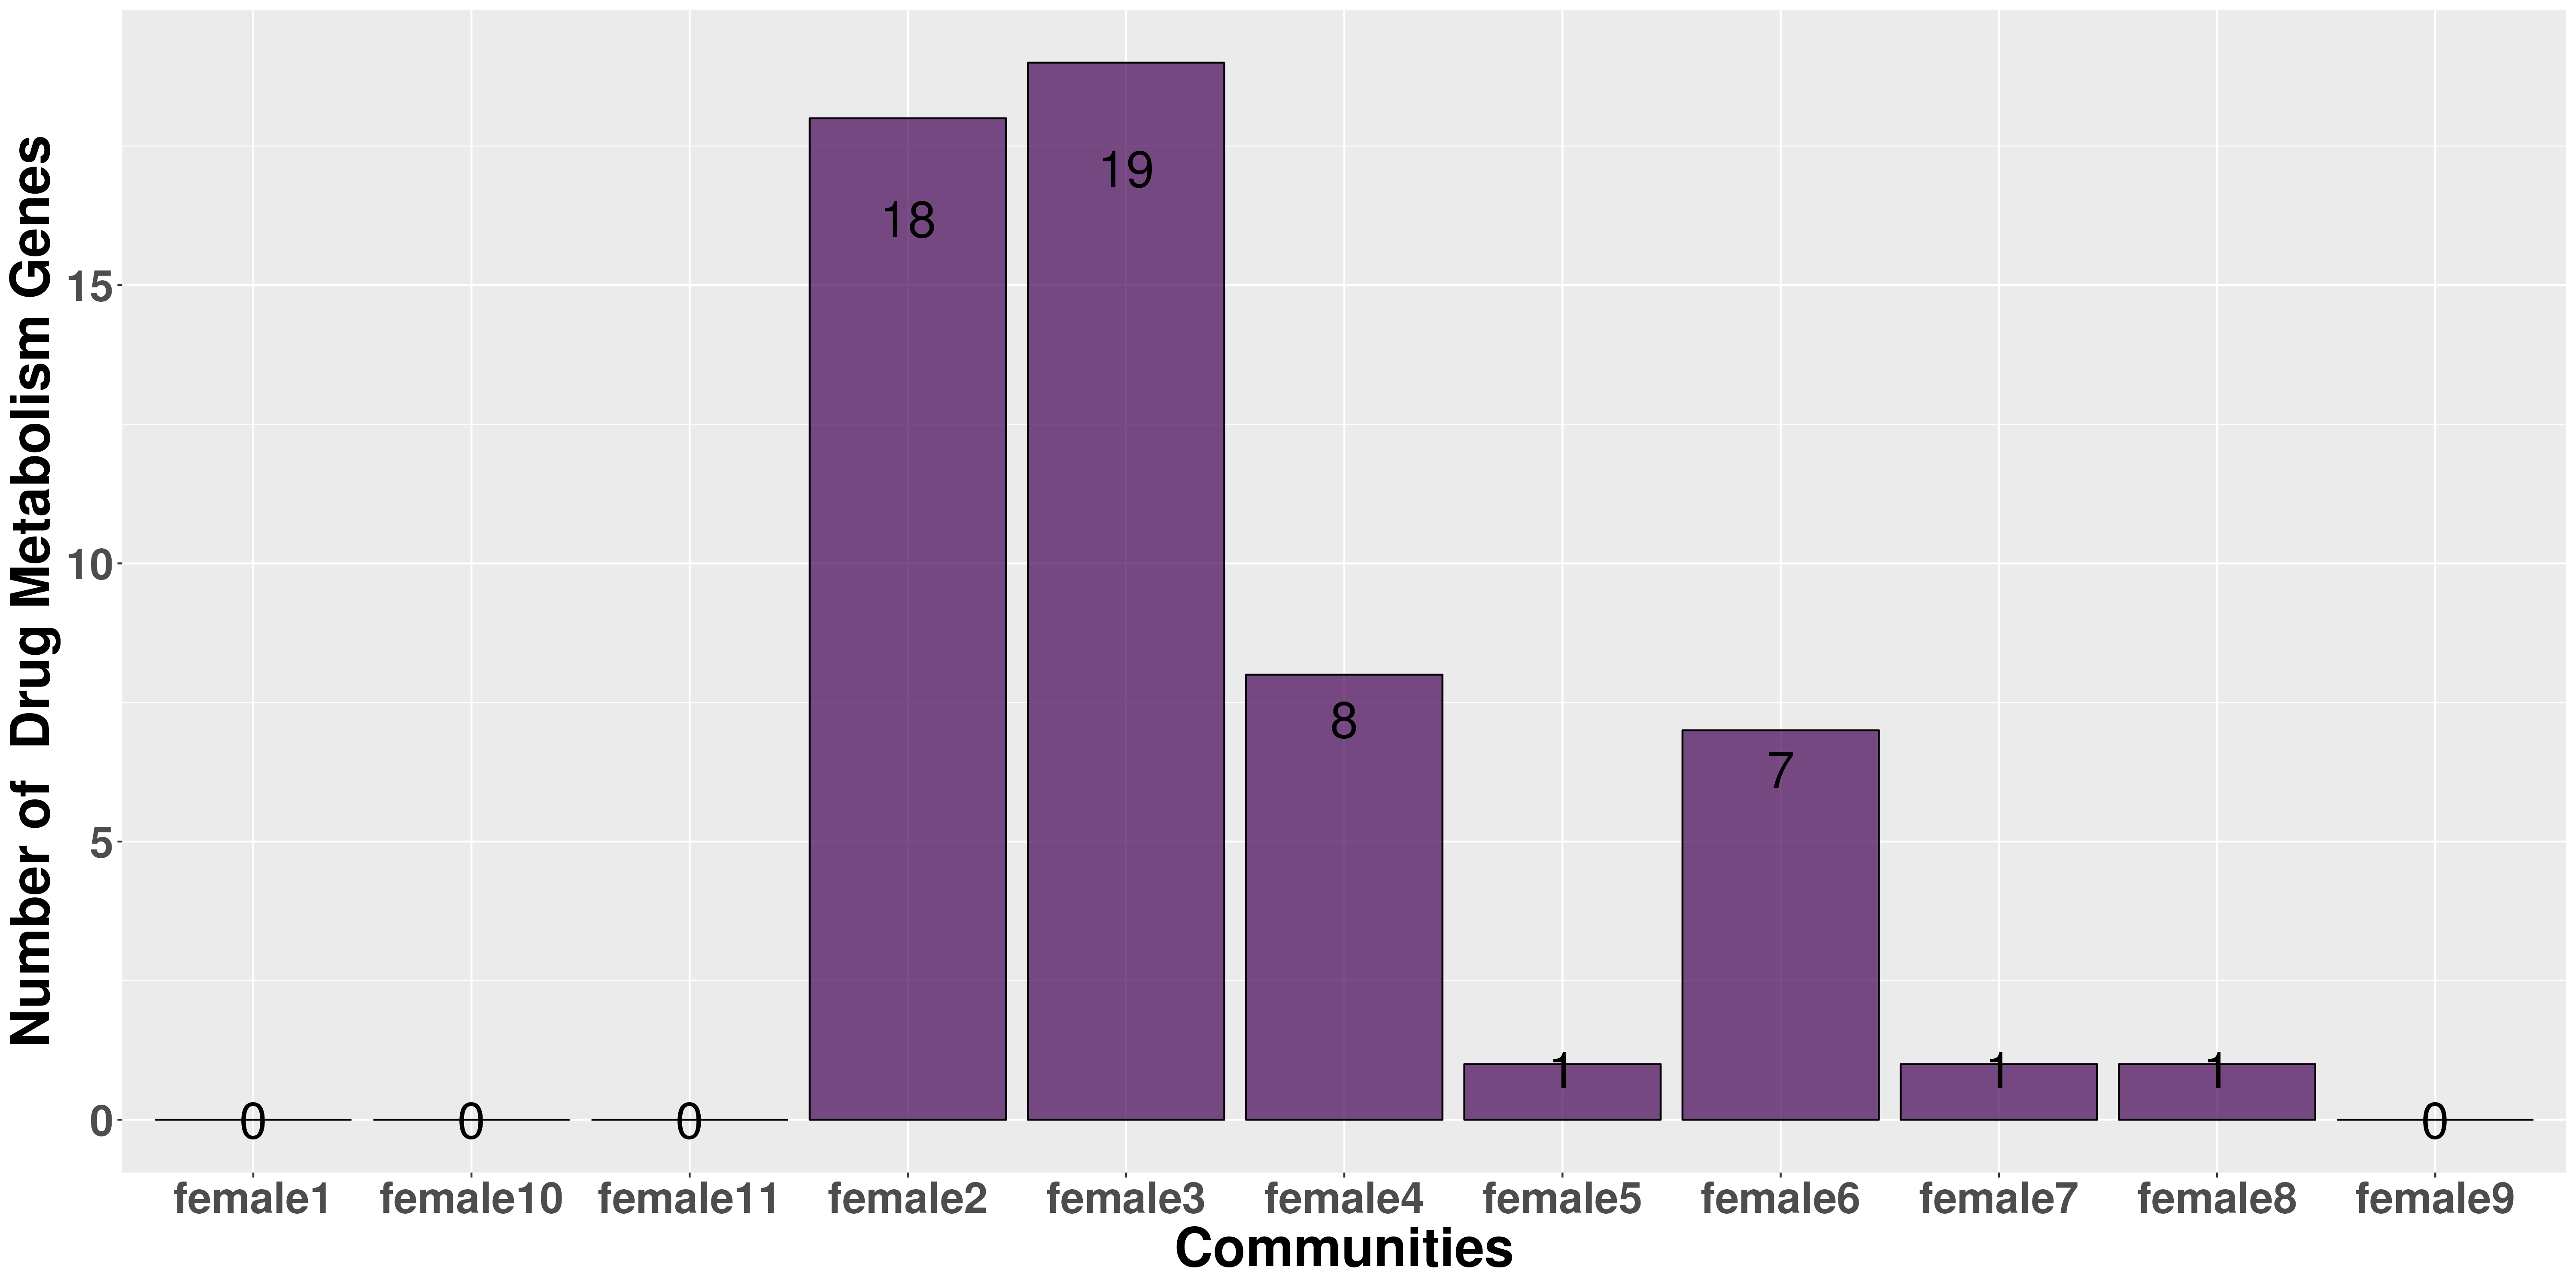 Number of  Drug Metabolism Genes
15
10
5
0
0
0
0
18
19
8
1
7
1
1
0
female1
female10
female11
female2
female3
female4
female5
female6
female7
female8
female9
Communities